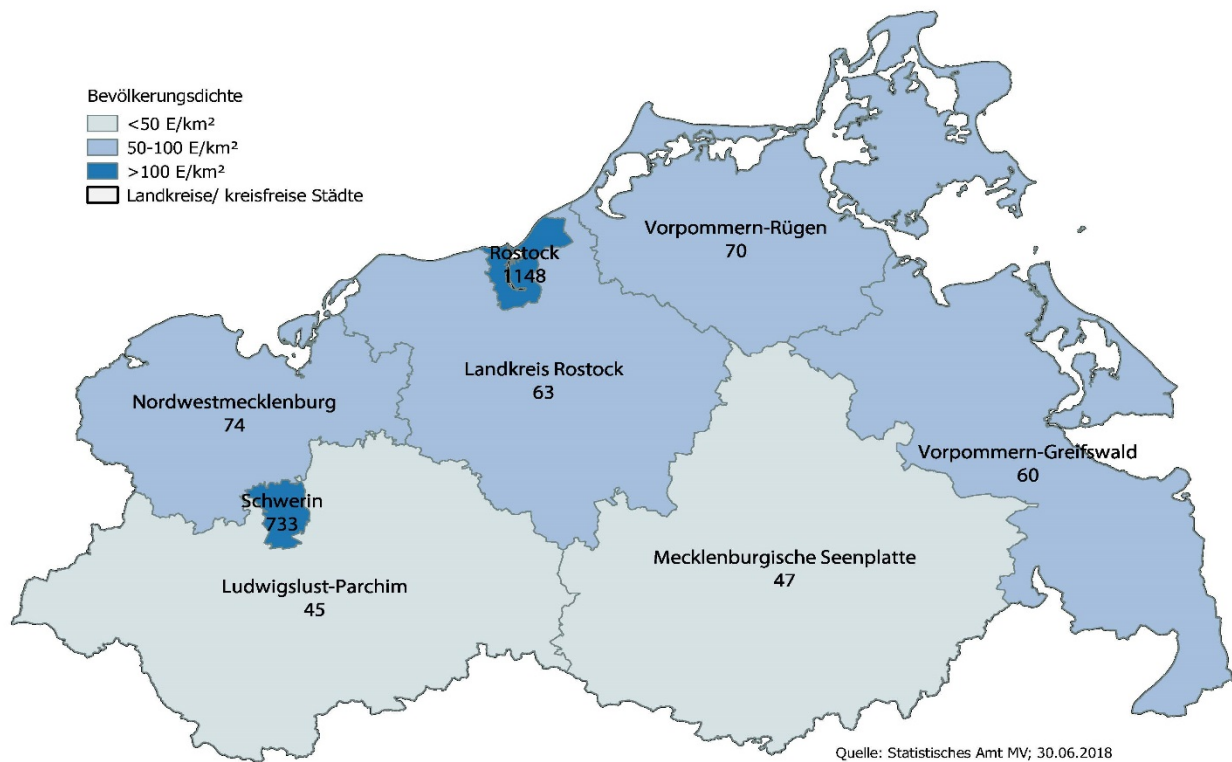 Bevölkerungsdichte
<50 E/km²
50-100 E/km²
>100 E/km²
Landkreise/ kreisfreise Städte
Vorpommern-Rügen
70
Rostock
1148
Landkreis Rostock
63
Nordwestmecklenburg
74
Vorpommern-Greifswald
60
Schwerin
733
Mecklenburgische Seenplatte
47
Ludwigslust-Parchim
45
Quelle: Statistisches Amt MV; 30.06.2018